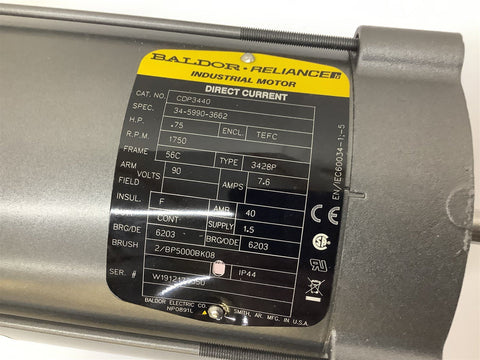 BALDOR • RELIANCE
INDUSTRIAL MOTOR
DIRECT CURRENT
CAT. NO. CDP3440
SPEC. 34-5990-3662
H.P. .75 ENCL. TEFC
R.P.M. 1750
FRAME 56C TYPE 3428P
ARM VOLTS 90 AMPS 7.6
FIELD
INSUL. F AMB 40
CONT SUPPLY 1.5
BRG/DE 6203 BRG/ODE 6203
BRUSH 2/BP5000BK08
IP44
SER. #
BALDOR ELECTRIC CO. SMITH, AR. MFG. IN U.S.A.
NP0891L
EN/IEC60034-1,-5
CE